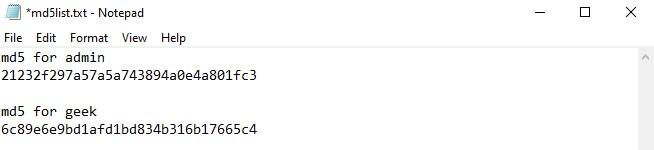 *md5list.txt - Notepad
File Edit Format View Help
md5 for admin
21232f297a57a5a743894a0e4a801fc3
md5 for geek
6c89e6e9bd1afd1bd834b316b17665c4